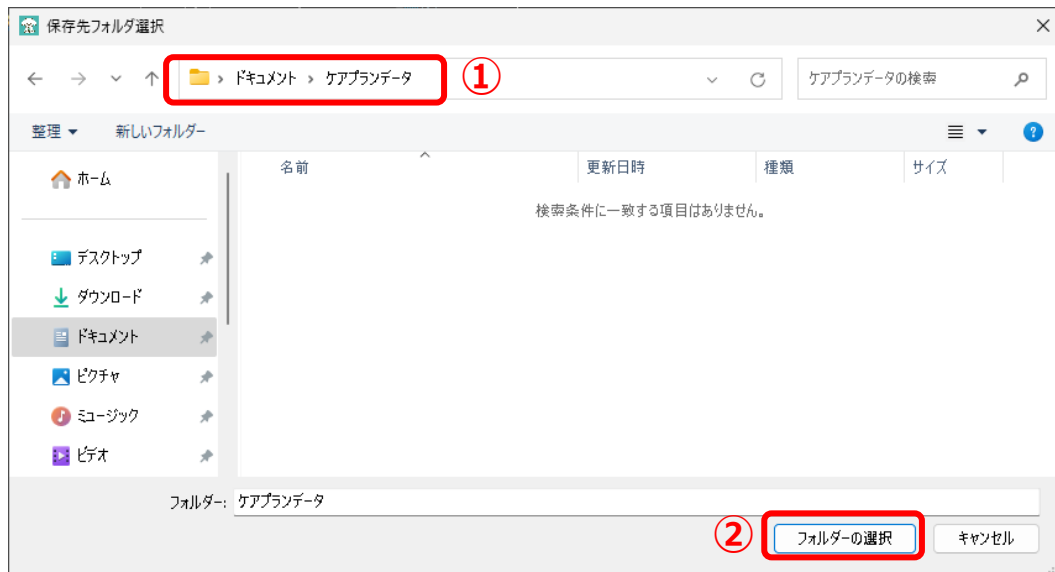 保存先フォルダ選択
ドキュメント › ケアプランデータ ① ケアプランデータの検索
整理 新しいフォルダー ?
名前 更新日時 種類 サイズ
検索条件に一致する項目はありません。
ホーム
デスクトップ
ダウンロード
ドキュメント
ピクチャ
ミュージック
ビデオ
フォルダー: ケアプランデータ
② フォルダーの選択 キャンセル